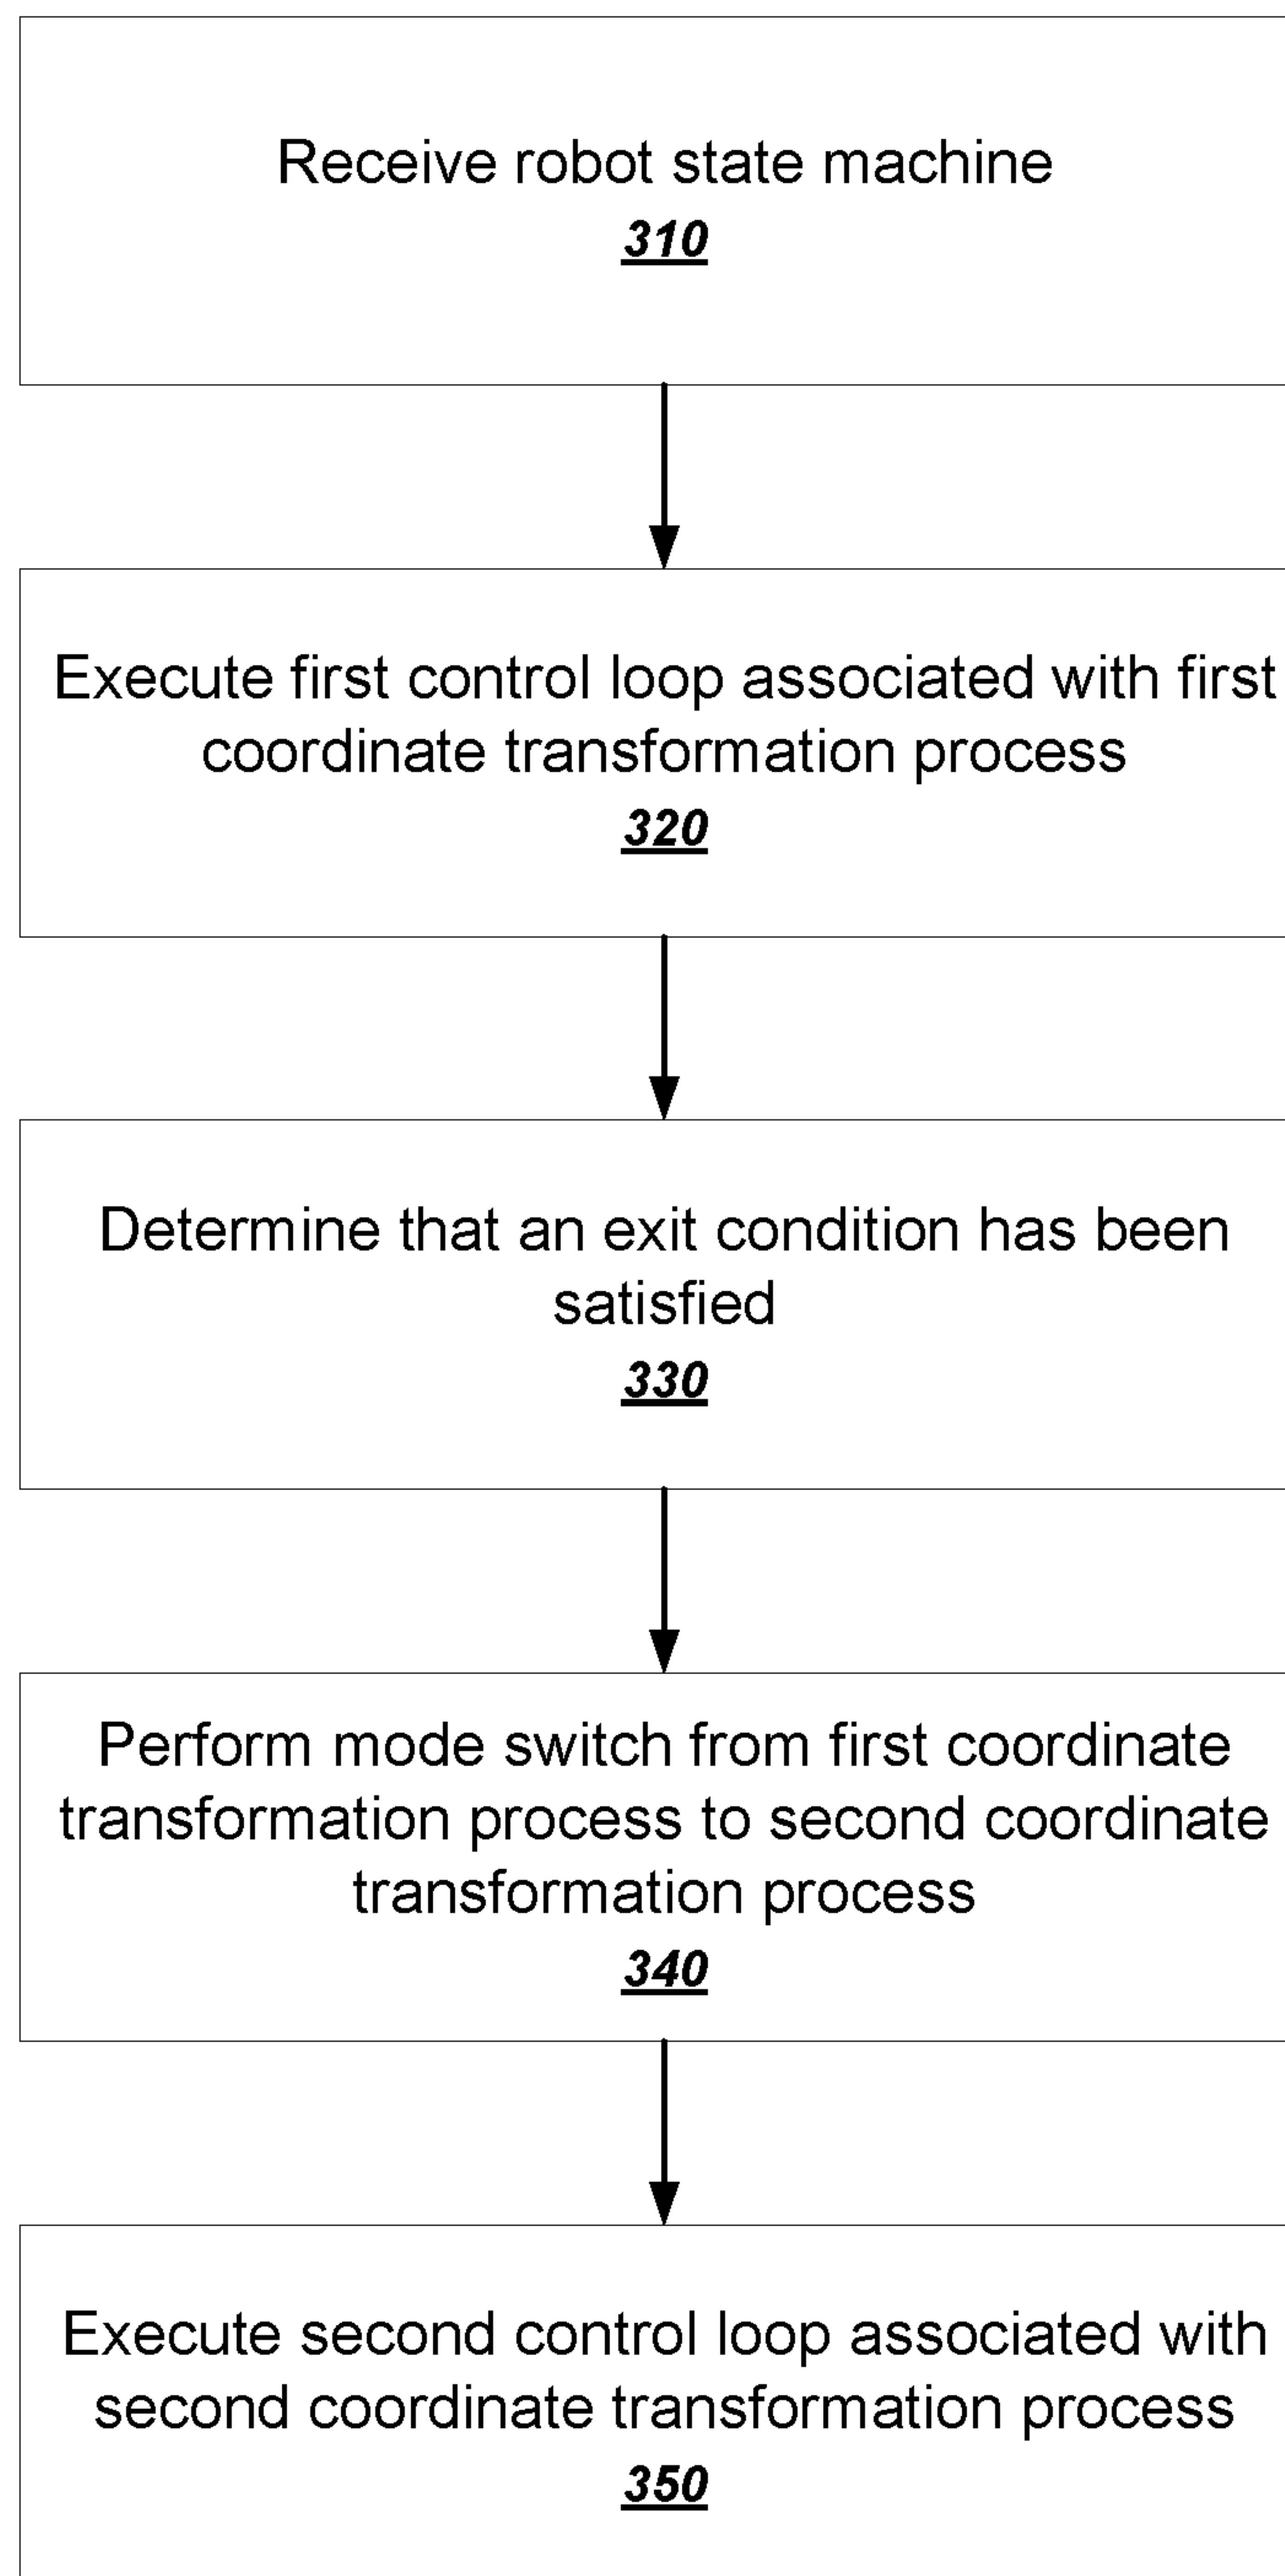 Receive robot state machine
310
Execute first control loop associated with first
coordinate transformation process
320
Determine that an exit condition has been
satisfied
330
Perform mode switch from first coordinate
transformation process to second coordinate
transformation process
340
Execute second control loop associated with
second coordinate transformation process
350